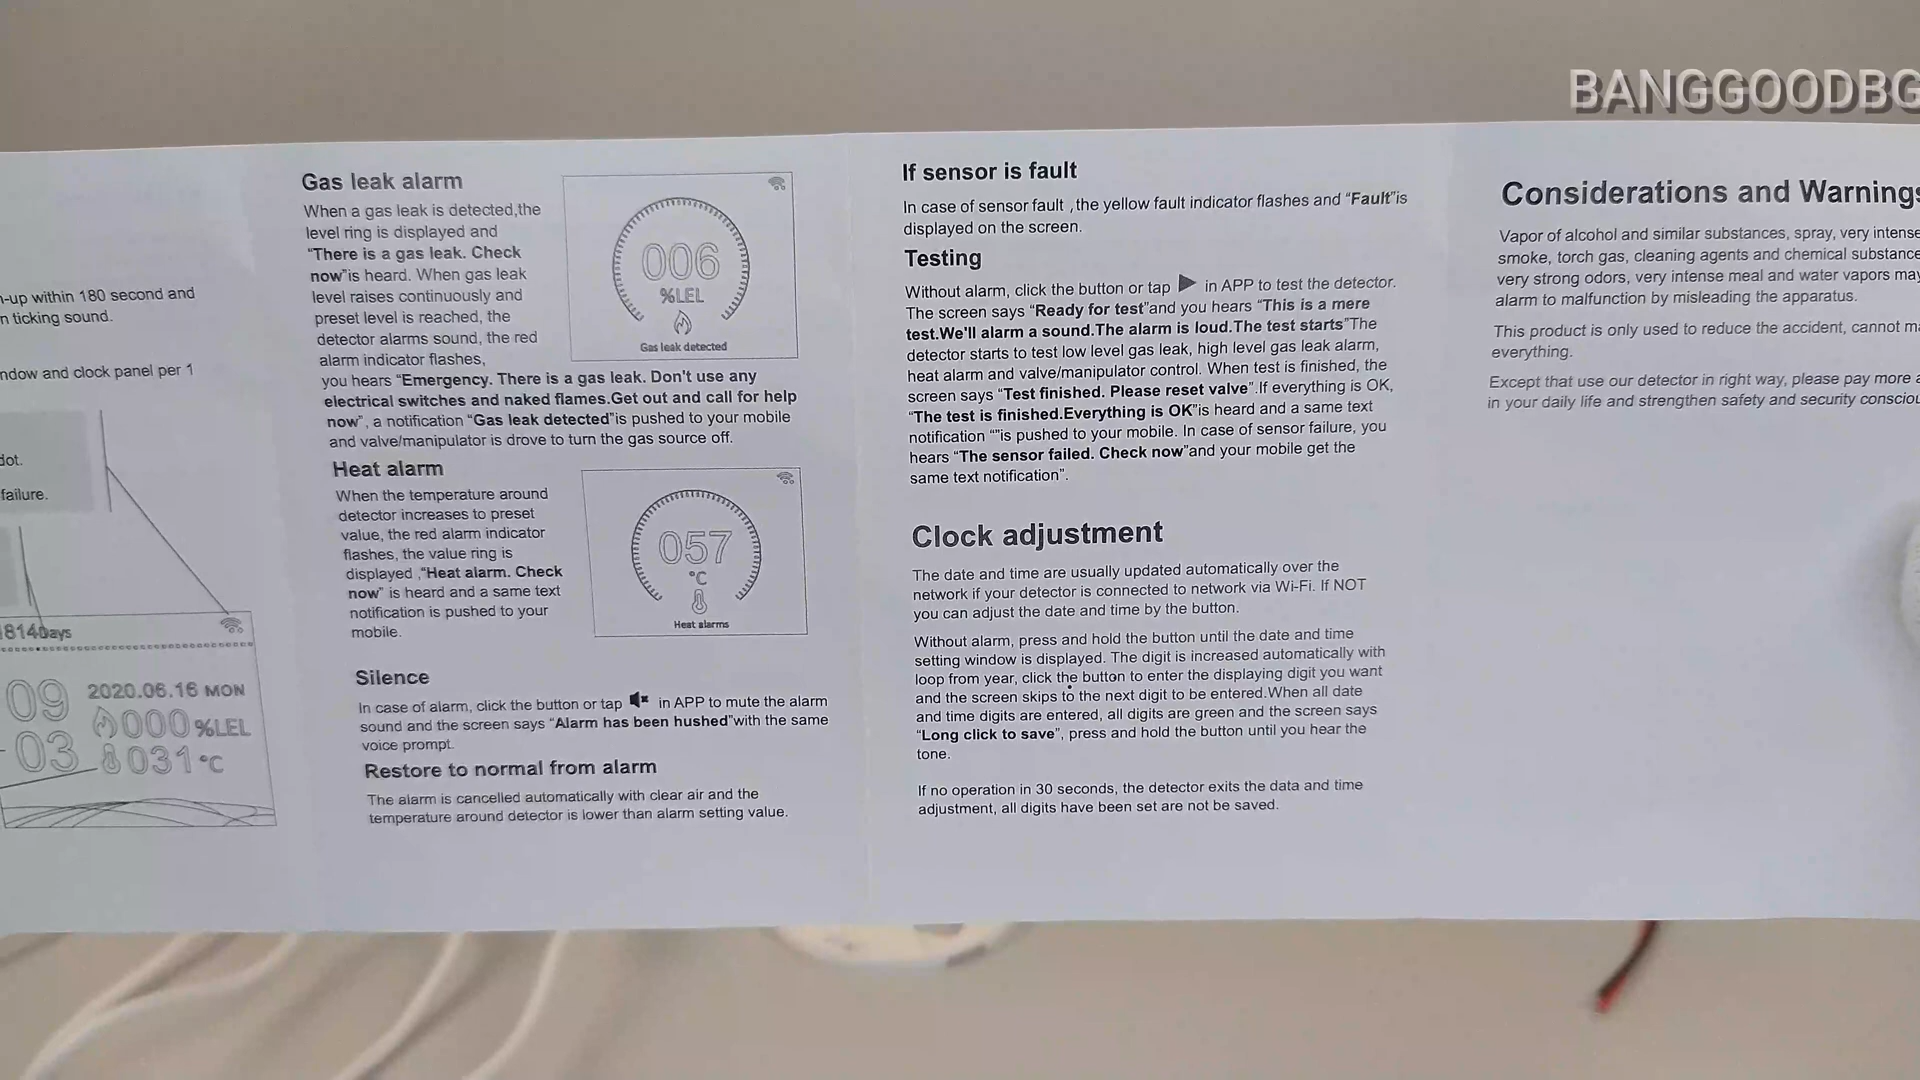 BANGGOODBG
n-up within 180 second and
n ticking sound.
ndow and clock panel per 1
dot.
failure.
1814Days
09
03
2020.06.16 MON
000%LEL
031°C
Gas leak alarm
When a gas leak is detected,the
level ring is displayed and
“There is a gas leak. Check
now”is heard. When gas leak
level raises continuously and
preset level is reached, the
detector alarms sound, the red
alarm indicator flashes,
you hears “Emergency. There is a gas leak. Don't use any
electrical switches and naked flames.Get out and call for help
now”, a notification “Gas leak detected”is pushed to your mobile
and valve/manipulator is drove to turn the gas source off.
006
%LEL
Gas leak detected
Heat alarm
When the temperature around
detector increases to preset
value, the red alarm indicator
flashes, the value ring is
displayed ,“Heat alarm. Check
now” is heard and a same text
notification is pushed to your
mobile.
057
°C
Heat alarms
Silence
In case of alarm, click the button or tap in APP to mute the alarm
sound and the screen says “Alarm has been hushed”with the same
voice prompt.
Restore to normal from alarm
The alarm is cancelled automatically with clear air and the
temperature around detector is lower than alarm setting value.
If sensor is fault
In case of sensor fault ,the yellow fault indicator flashes and “Fault”is
displayed on the screen.
Testing
Without alarm, click the button or tap in APP to test the detector.
The screen says “Ready for test”and you hears “This is a mere
test.We'll alarm a sound.The alarm is loud.The test starts”The
detector starts to test low level gas leak, high level gas leak alarm,
heat alarm and valve/manipulator control. When test is finished, the
screen says “Test finished. Please reset valve”.If everything is OK,
“The test is finished.Everything is OK”is heard and a same text
notification “”is pushed to your mobile. In case of sensor failure, you
hears “The sensor failed. Check now”and your mobile get the
same text notification”.
Clock adjustment
The date and time are usually updated automatically over the
network if your detector is connected to network via Wi-Fi. If NOT
you can adjust the date and time by the button.
Without alarm, press and hold the button until the date and time
setting window is displayed. The digit is increased automatically with
loop from year, click the button to enter the displaying digit you want
and the screen skips to the next digit to be entered.When all date
and time digits are entered, all digits are green and the screen says
“Long click to save”, press and hold the button until you hear the
tone.
If no operation in 30 seconds, the detector exits the data and time
adjustment, all digits have been set are not be saved.
Considerations and Warnings
Vapor of alcohol and similar substances, spray, very intense
smoke, torch gas, cleaning agents and chemical substance
very strong odors, very intense meal and water vapors may
alarm to malfunction by misleading the apparatus.
This product is only used to reduce the accident, cannot ma
everything.
Except that use our detector in right way, please pay more a
in your daily life and strengthen safety and security consciou